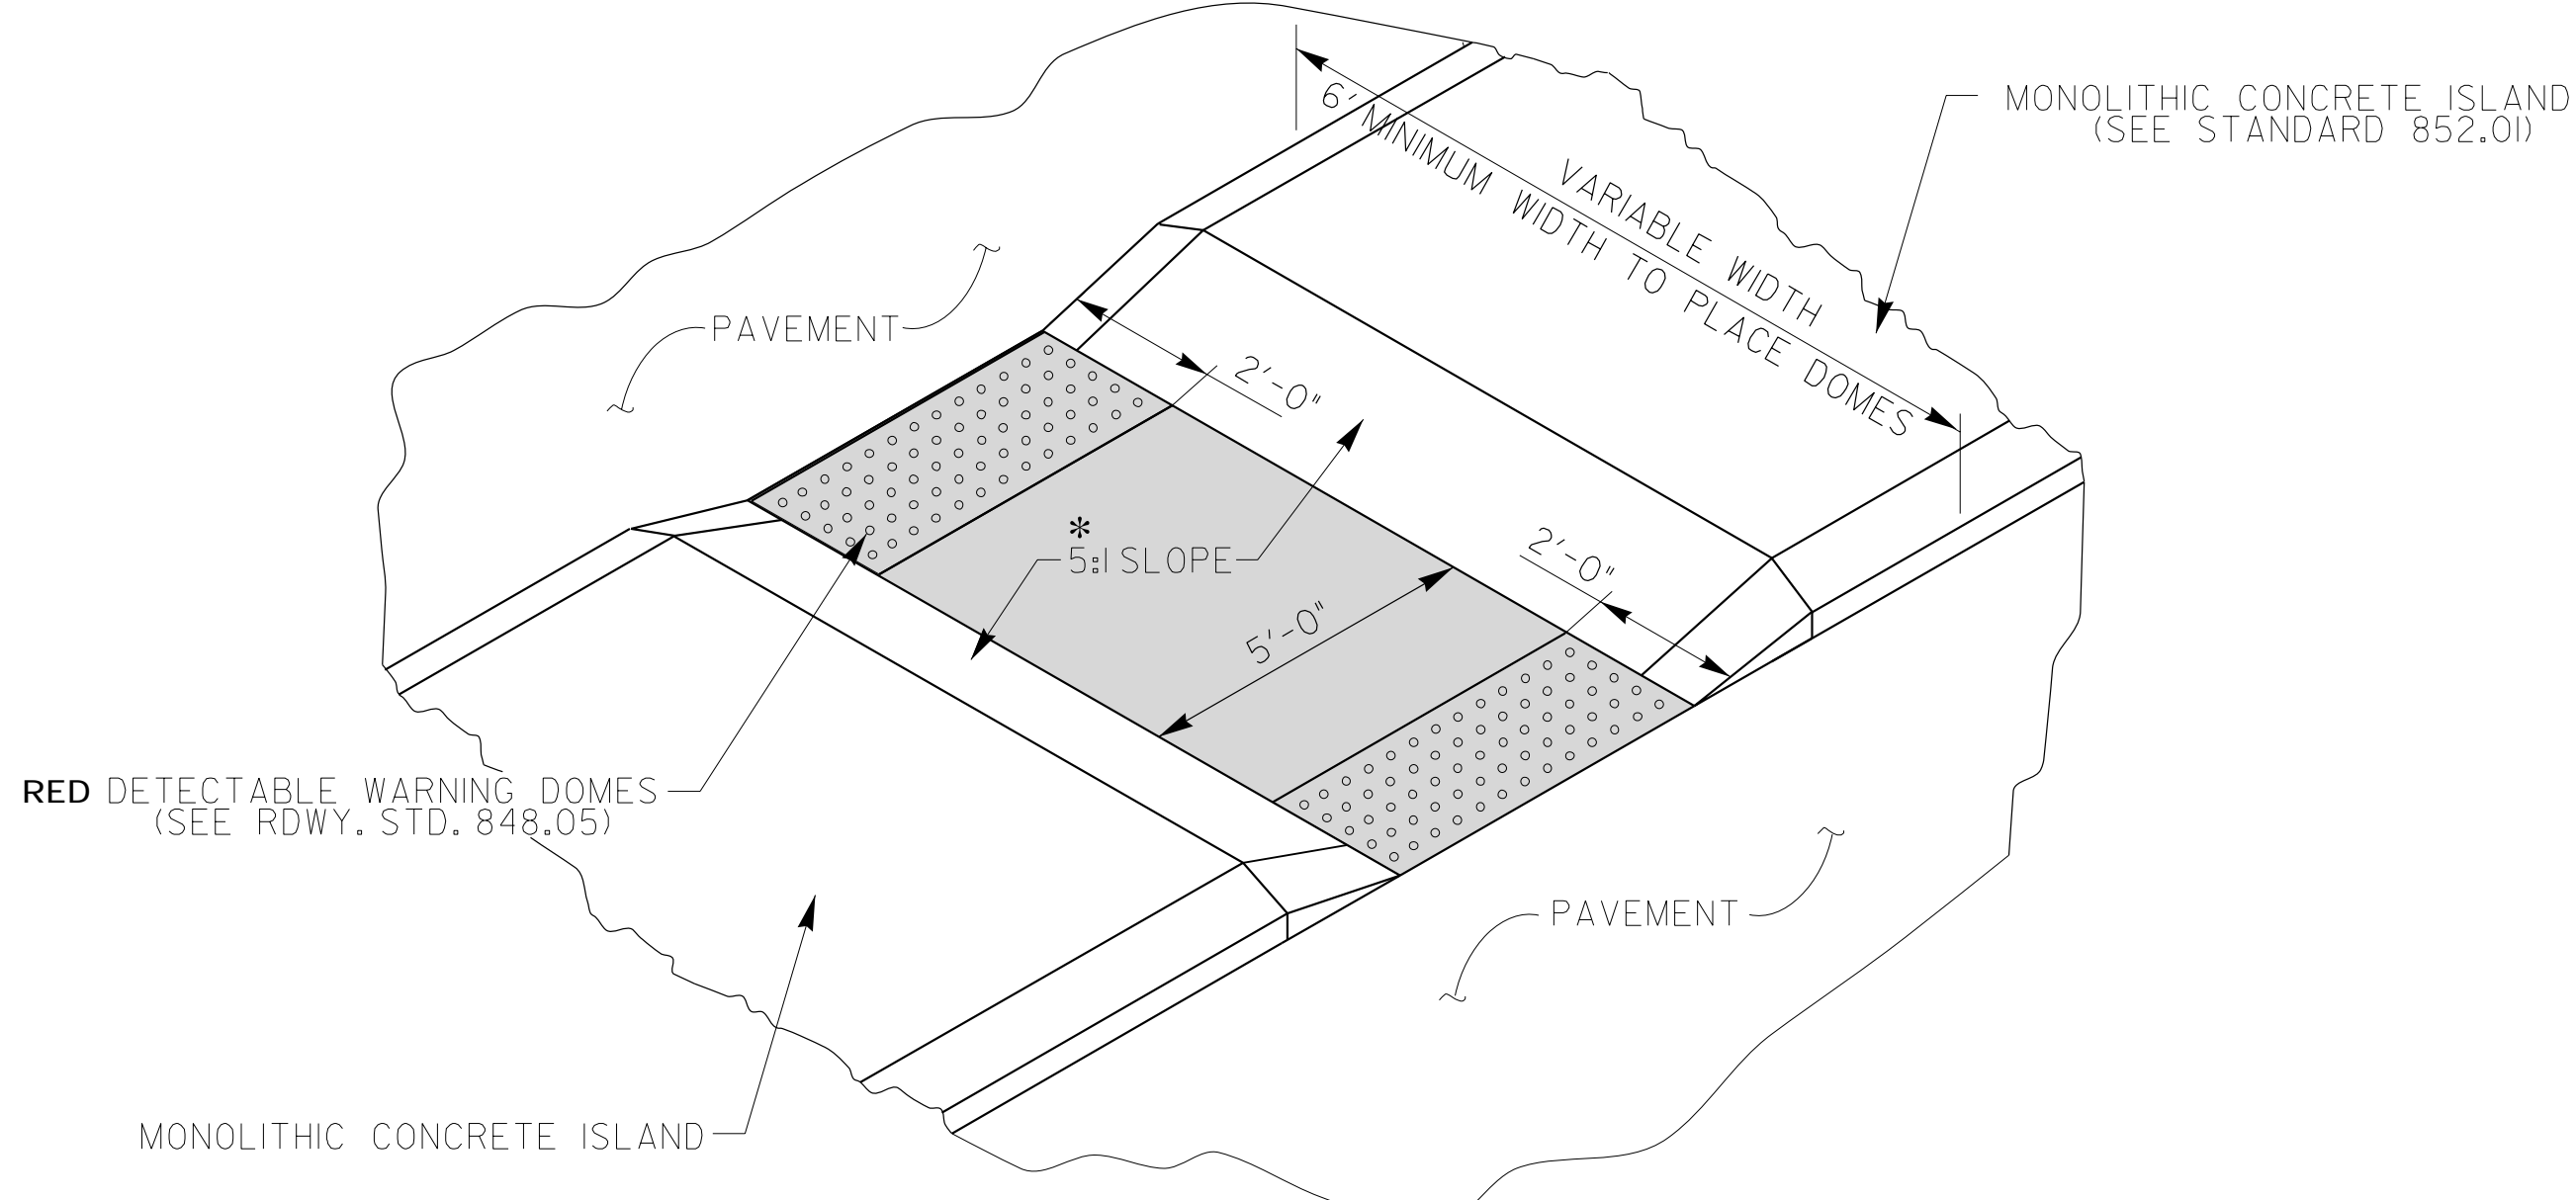 MONOLITHIC CONCRETE ISLAND
(SEE STANDARD 852.01)
VARIABLE WIDTH
6' MINIMUM WIDTH TO PLACE DOMES
PAVEMENT
2'-0"
*
5:1 SLOPE
2'-0"
5'-0"
RED DETECTABLE WARNING DOMES
(SEE RDWY. STD. 848.05)
PAVEMENT
MONOLITHIC CONCRETE ISLAND